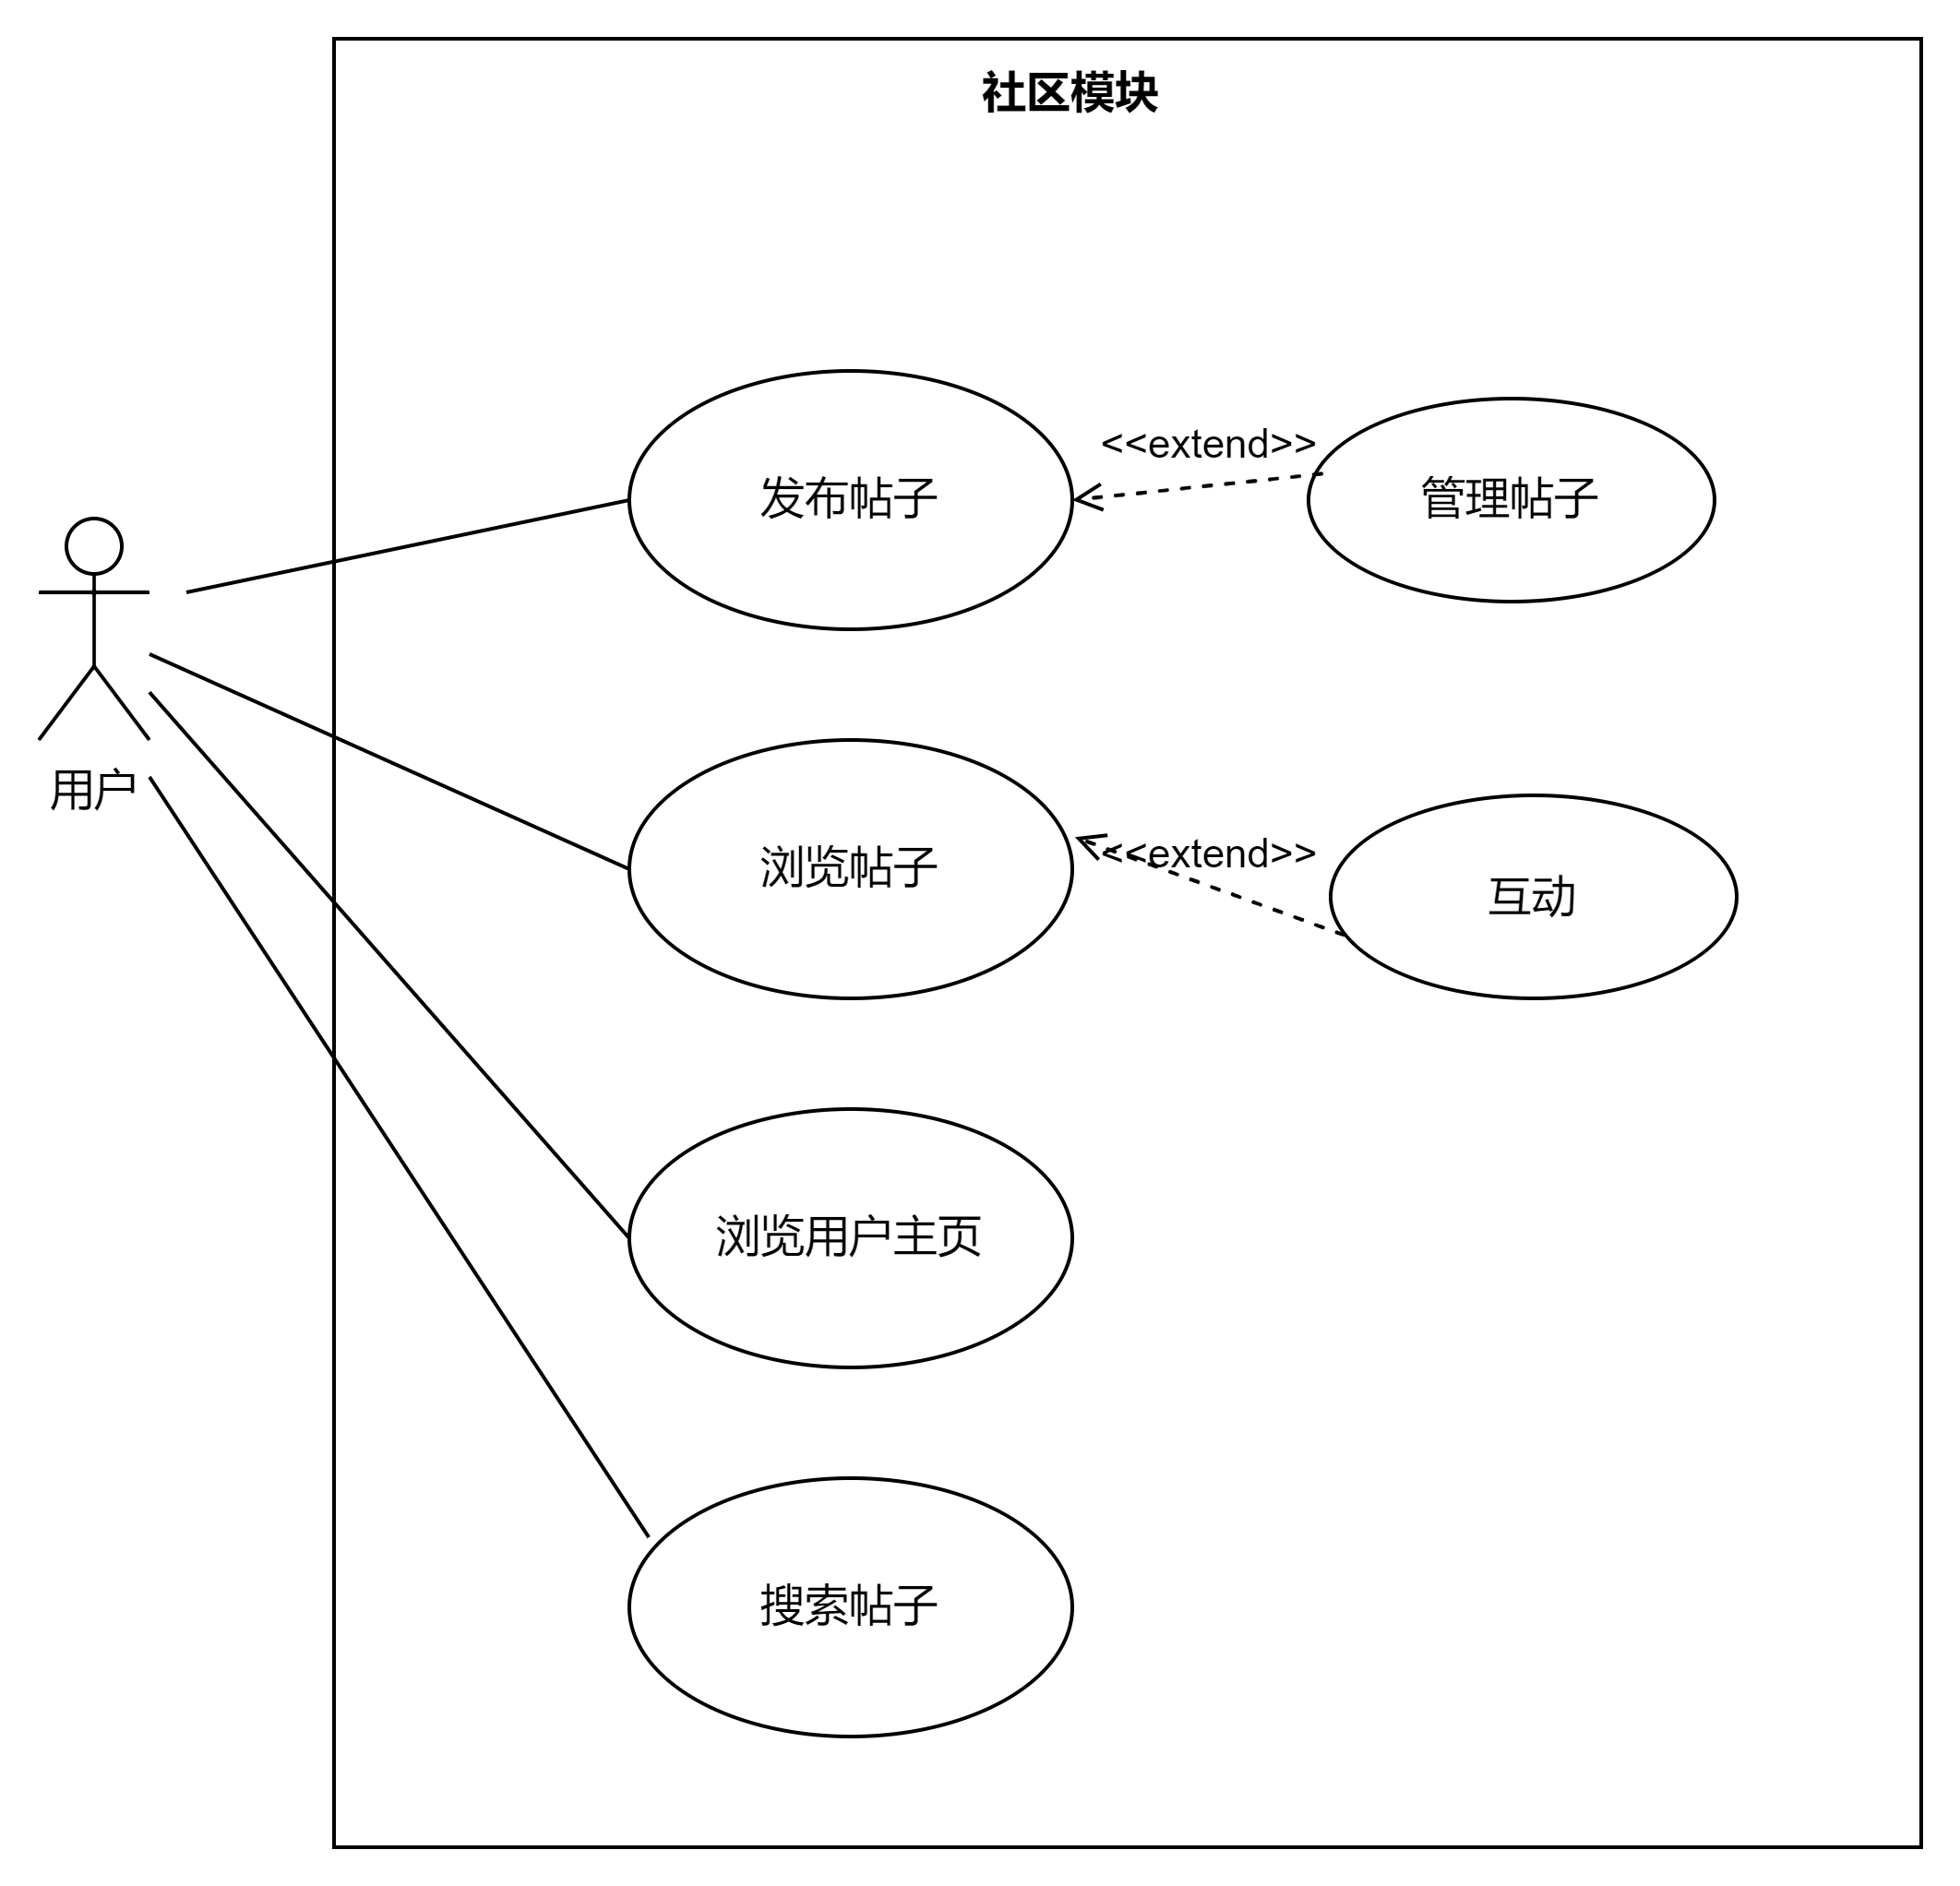 社区模块
<<extend>>
发布帖子
管理帖子
用户
<<extend>>
浏览帖子
互动
浏览用户主页
搜索帖子